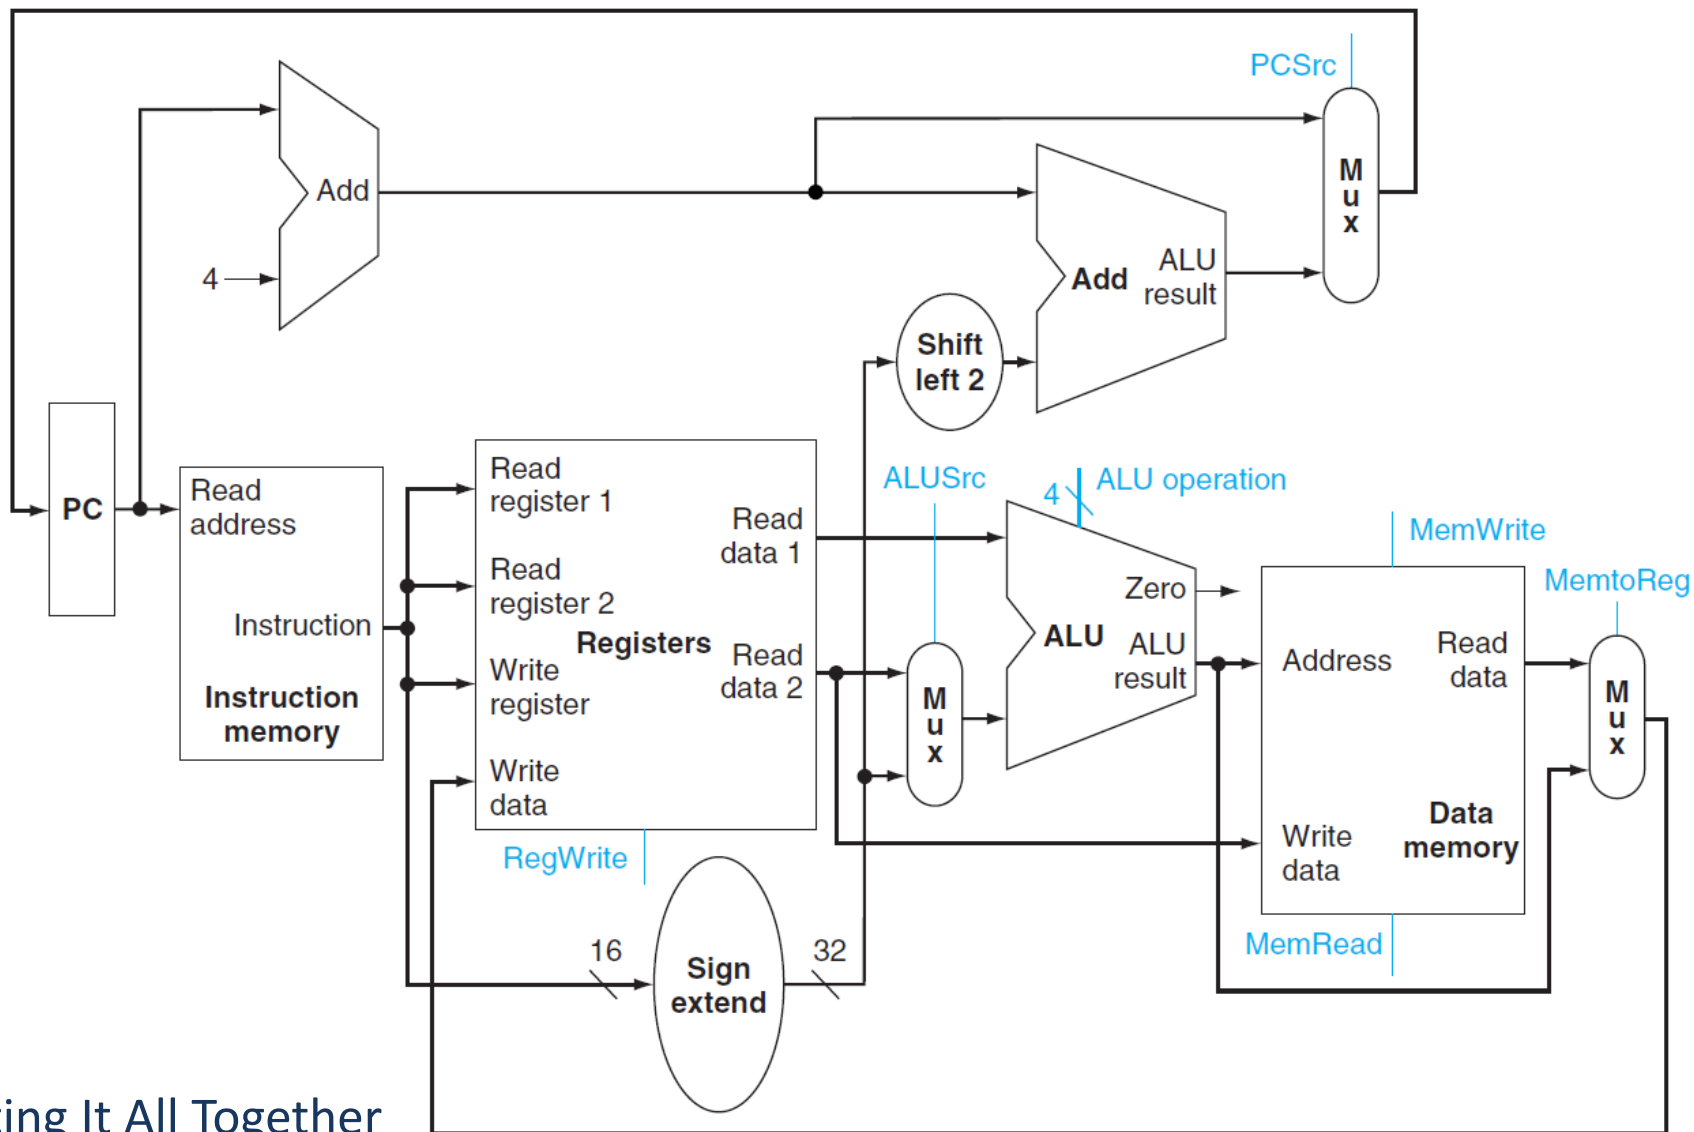 PCSrc
M
u
x
Add
4
Add
ALU
result
Shift
left 2
PC
Read
address
Instruction
Instruction
memory
Read
register 1
Read
register 2
Registers
Write
register
Write
data
Read
data 1
Read
data 2
RegWrite
16
Sign
extend
32
ALUSrc
M
u
x
4
ALU operation
Zero
ALU
ALU
result
MemWrite
Address
Read
data
Write
data
Data
memory
MemRead
MemtoReg
M
u
x
It All Together